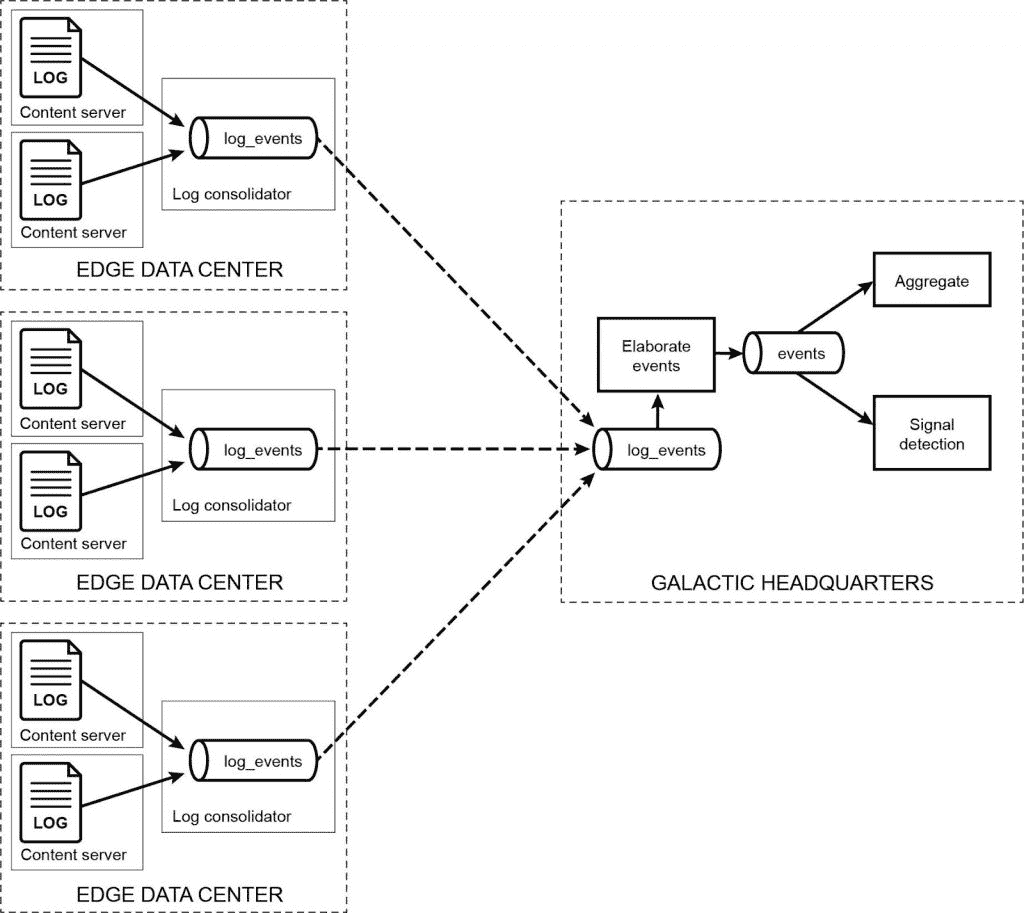 LOG
Content server
LOG
Content server
log_events
Log consolidator
EDGE DATA CENTER
LOG
Content server
LOG
Content server
log_events
Log consolidator
EDGE DATA CENTER
LOG
Content server
LOG
Content server
log_events
Log consolidator
EDGE DATA CENTER
log_events
Elaborate
events
events
Aggregate
Signal
detection
GALACTIC HEADQUARTERS